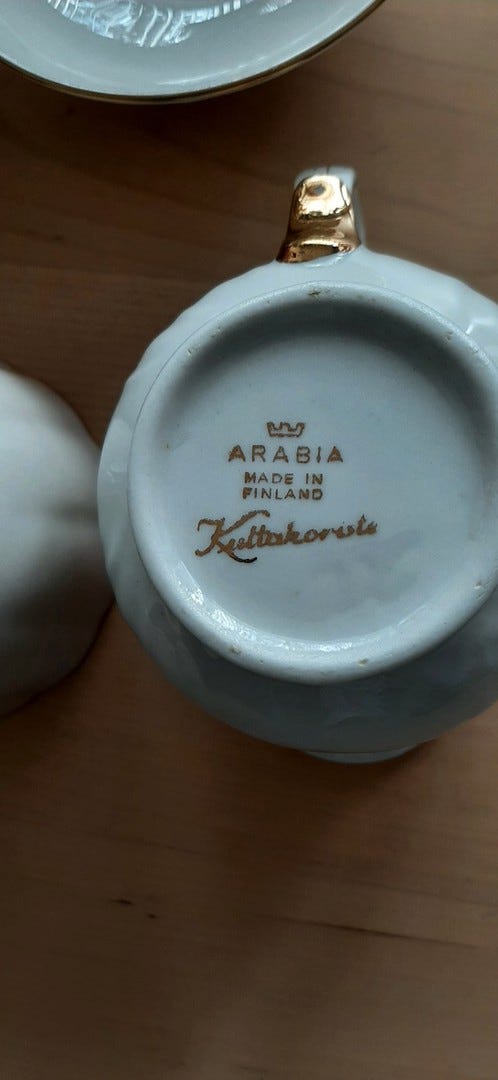 ARABIA
MADE IN
FINLAND
Kultakoriste